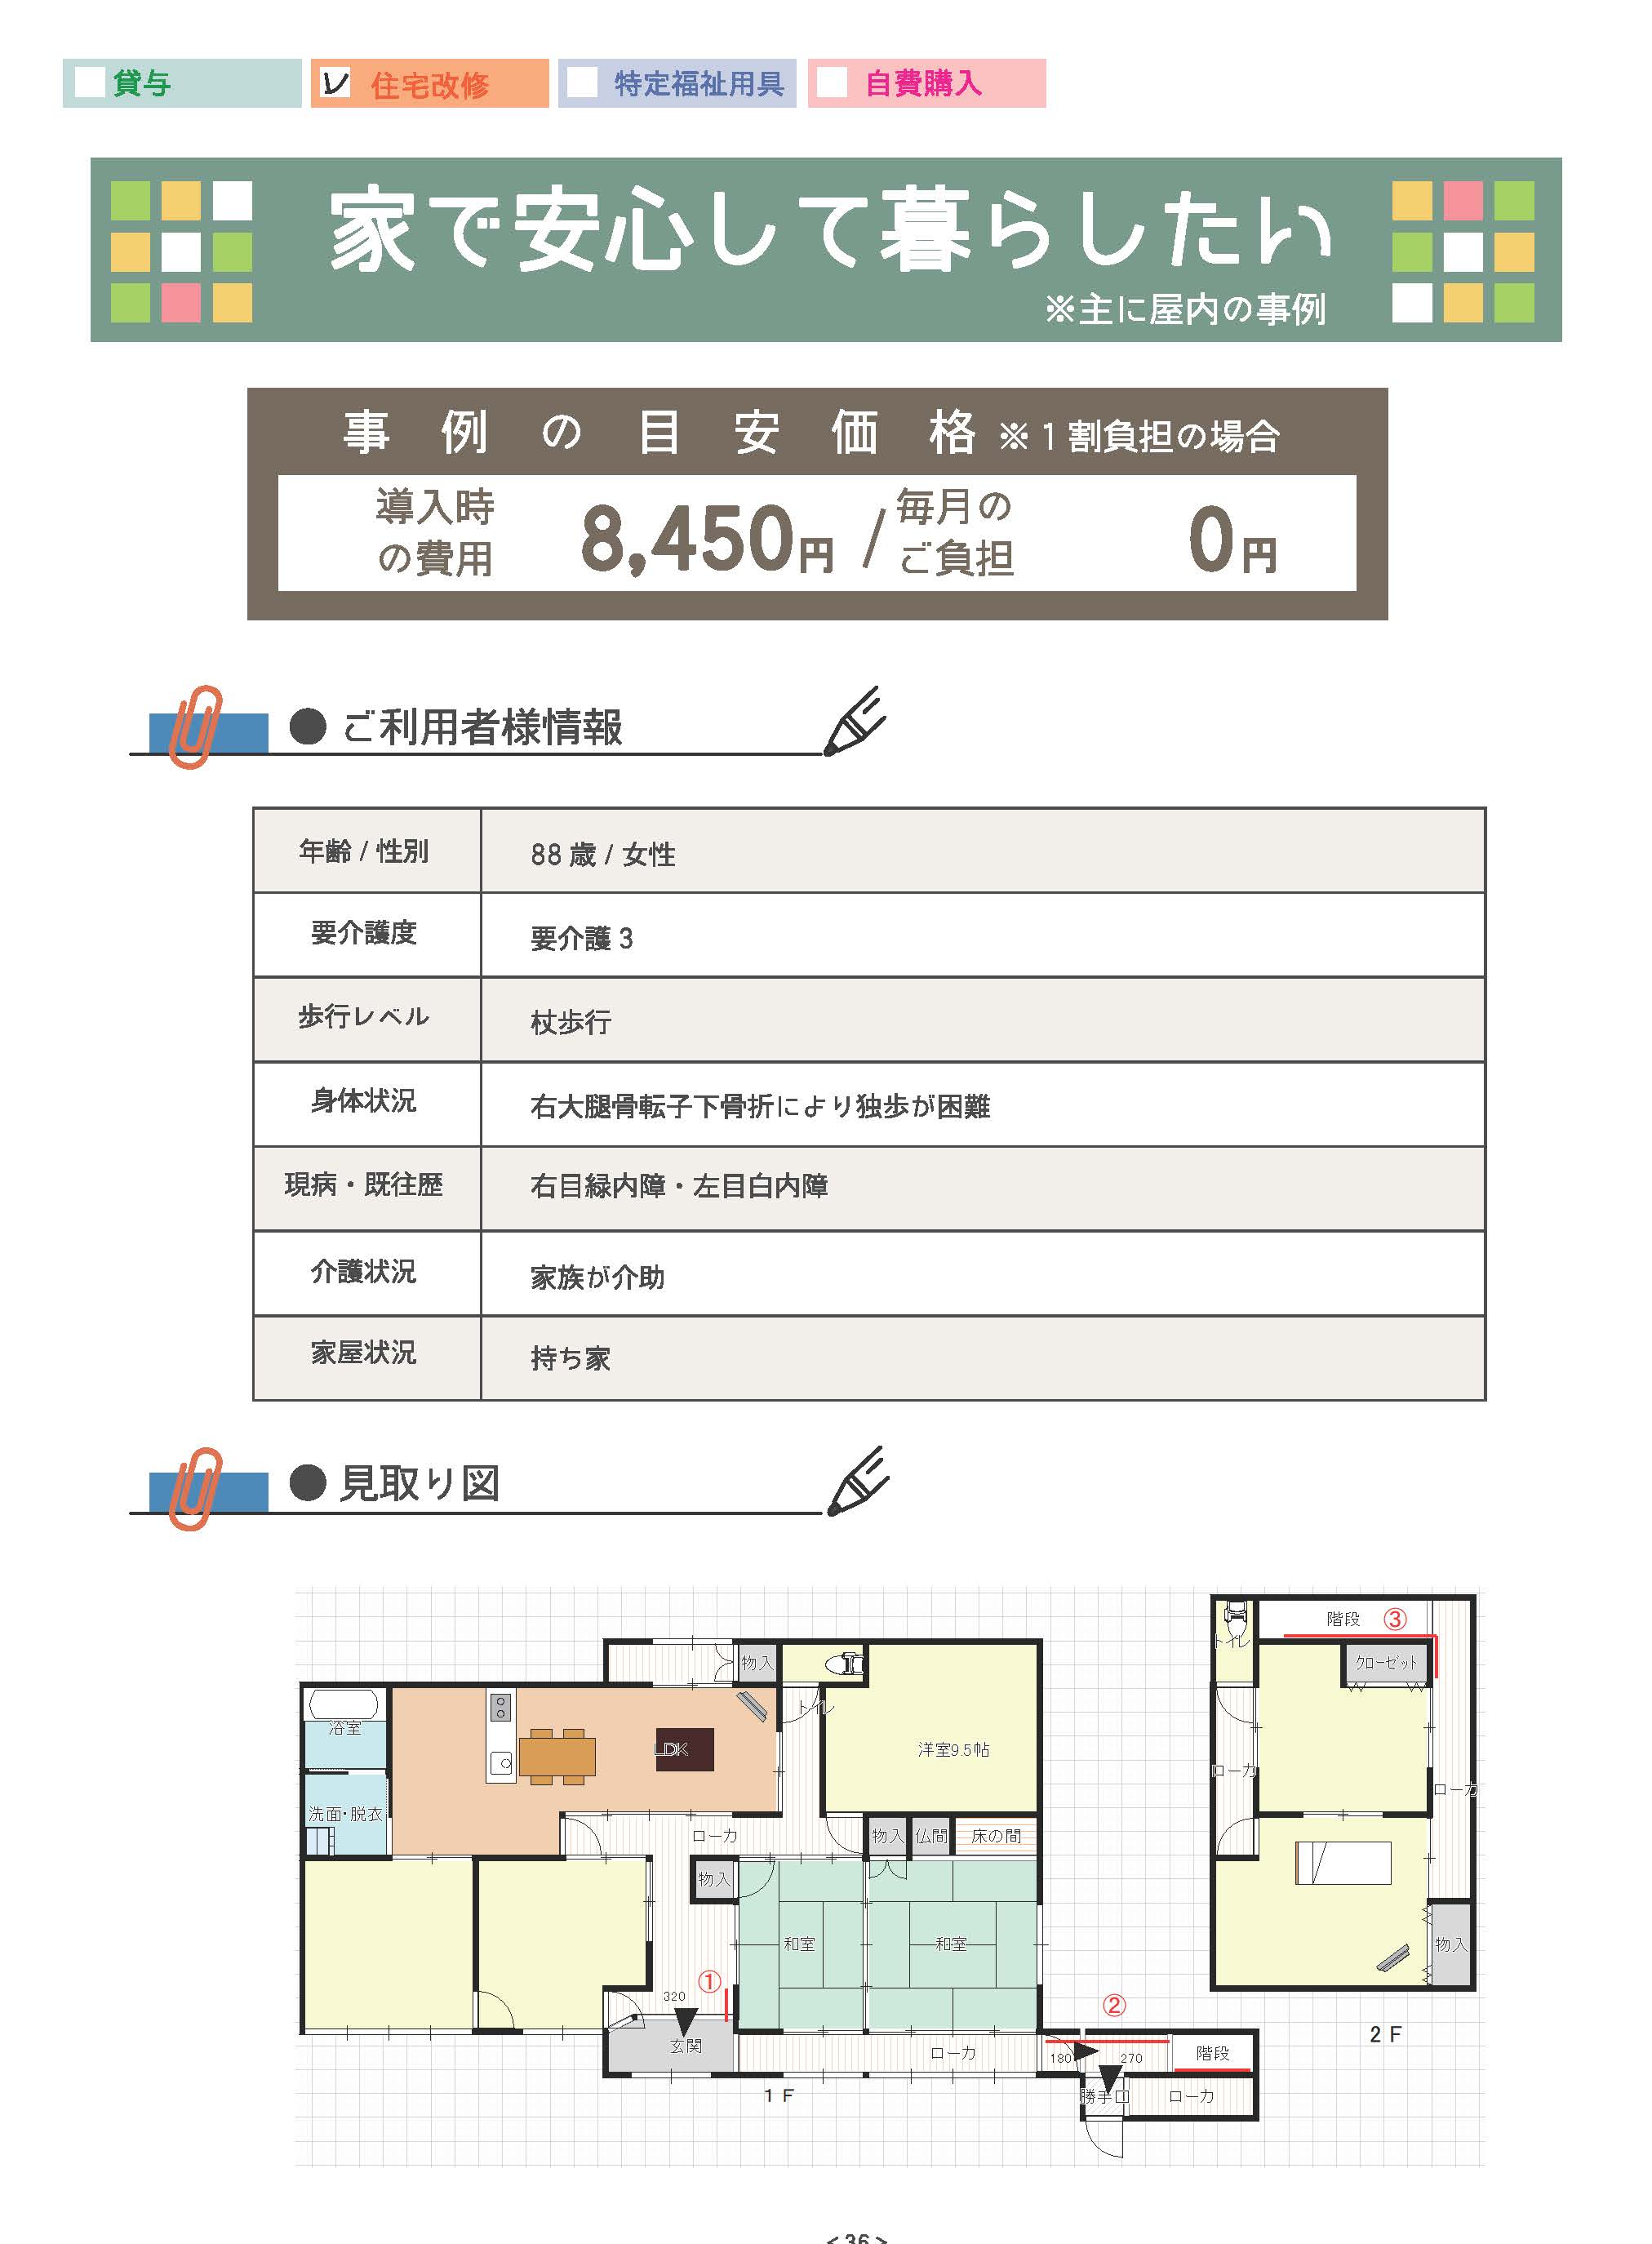 貸与
レ 住宅改修
特定福祉用具
自費購入
家で安心して暮らしたい
※主に屋内の事例
事例の目安価格 ※1割負担の場合
導入時の費用 8,450円 / 毎月のご負担 0円
●ご利用者様情報
年齢 / 性別 88 歳 / 女性
要介護度 要介護 3
歩行レベル 杖歩行
身体状況 右大腿骨転子下骨折により独歩が困難
現病・既往歴 右目緑内障・左目白内障
介護状況 家族が介助
家屋状況 持ち家
●見取り図
階段 ③
トイレ
クローゼット
物入
浴室
トイレ
LDK
洋室9.5帖
ローカ
ローカ
洗面・脱衣
ローカ
物入
仏間
床の間
物入
和室
和室
物入
①
320
②
玄関
ローカ
180
270
階段
2 F
1 F
勝手口
ローカ
<36>